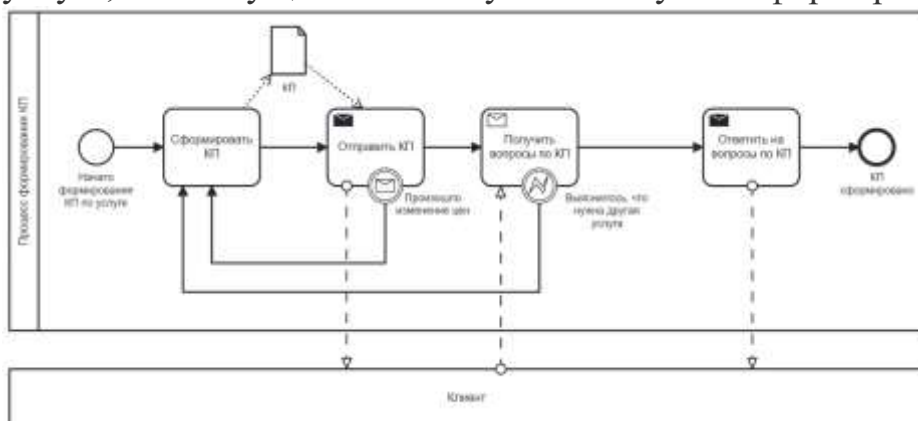 Процесс формирования КП
КП
Сформировать
КП
Отправить КП
Получить
вопросы по КП
Ответить на
вопросы по КП
Начато
формирование
КП по услуге
Произошло
изменение цен
Выяснилось, что
нужна другая
услуга
КП
сформировано
Клиент